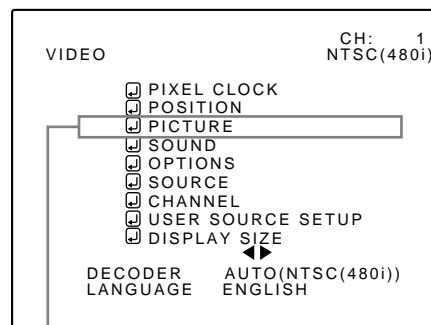 CH: 1
VIDEO NTSC(480i)
PIXEL CLOCK
POSITION
PICTURE
SOUND
OPTIONS
SOURCE
CHANNEL
USER SOURCE SETUP
DISPLAY SIZE
DECODER AUTO(NTSC(480i))
LANGUAGE ENGLISH